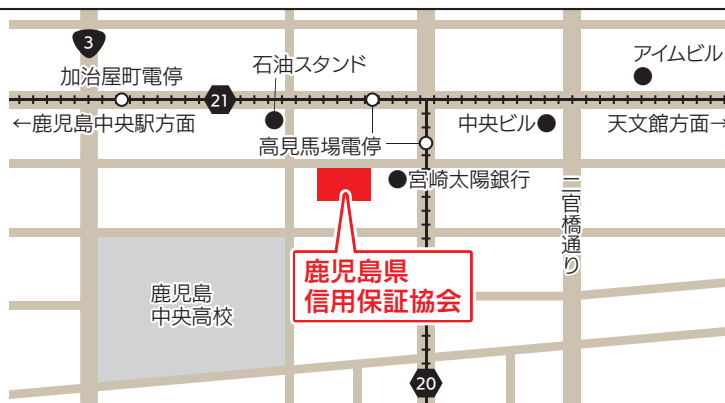 3
アイムビル
石油スタンド
加治屋町電停
21
←鹿児島中央駅方面
中央ビル
天文館方面→
高見馬場電停
宮崎太陽銀行
二官橋通り
鹿児島県
信用保証協会
鹿児島
中央高校
20